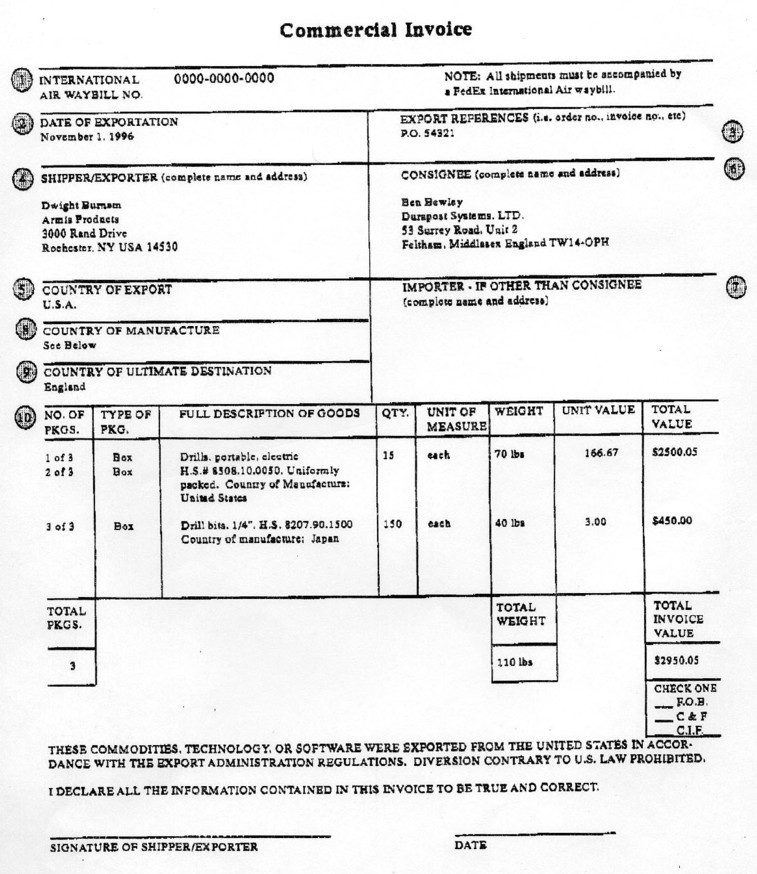 Commercial Invoice
1 INTERNATIONAL 0000-0000-0000 NOTE: All shipments must be accompanied by
AIR WAYBILL NO. a FedEx International Air waybill.
2 DATE OF EXPORTATION EXPORT REFERENCES (i.e. order no., invoice no., etc) 3
November 1, 1996 P.O. 54321
4 SHIPPER/EXPORTER (complete name and address) CONSIGNEE (complete name and address) 6
Dwight Burnam Ben Bewley
Armis Products Durapost Systems, LTD.
3000 Rand Drive 53 Surrey Road, Unit 2
Rochester, NY USA 14530 Feltham, Middlesex England TW14-OPH
5 COUNTRY OF EXPORT IMPORTER - IF OTHER THAN CONSIGNEE 7
U.S.A. (complete name and address)
8 COUNTRY OF MANUFACTURE
See Below
9 COUNTRY OF ULTIMATE DESTINATION
England
10 NO. OF TYPE OF FULL DESCRIPTION OF GOODS QTY. UNIT OF WEIGHT UNIT VALUE TOTAL
PKGS. PKG. MEASURE VALUE
1 of 3 Box Drills, portable, electric 15 each 70 lbs 166.67 $2500.05
2 of 3 Box H.S.# 8508.10.0050. Uniformly
packed. Country of Manufacture:
United States
3 of 3 Box Drill bits, 1/4", H.S. 8207.90.1500 150 each 40 lbs 3.00 $450.00
Country of manufacture: Japan
TOTAL TOTAL TOTAL
PKGS. WEIGHT INVOICE
VALUE
3 110 lbs $2950.05
CHECK ONE
___ F.O.B.
___ C & F
___ C.I.F.
THESE COMMODITIES, TECHNOLOGY, OR SOFTWARE WERE EXPORTED FROM THE UNITED STATES IN ACCOR-
DANCE WITH THE EXPORT ADMINISTRATION REGULATIONS. DIVERSION CONTRARY TO U.S. LAW PROHIBITED.
I DECLARE ALL THE INFORMATION CONTAINED IN THIS INVOICE TO BE TRUE AND CORRECT.
SIGNATURE OF SHIPPER/EXPORTER DATE